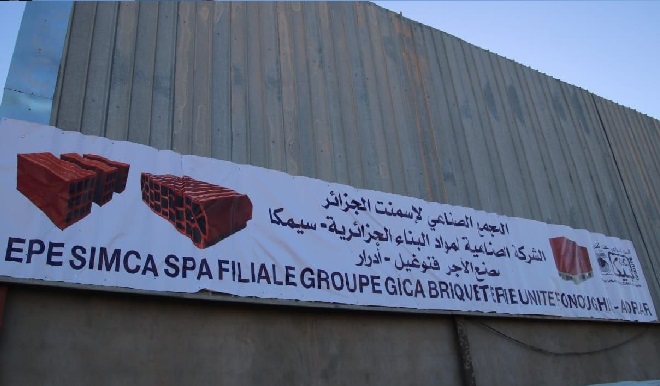 المجمع الصناعي لإسمنت الجزائر
الشركة الصناعية لمواد البناء الجزائرية - سيمكا
مصنع الآجر فنوغيل - أدرار
EPE SIMCA SPA FILIALE GROUPE GICA BRIQUETERIE UNITE FONOUGHIL - ADRAR